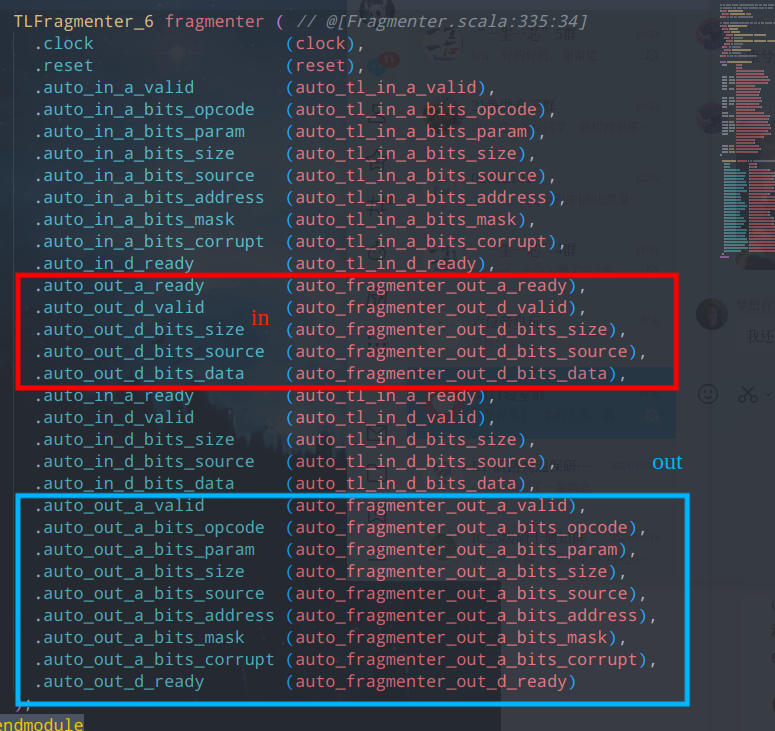 TLFragmenter_6 fragmenter ( // @[Fragmenter.scala:335:34]
.clock (clock),
.reset (reset),
.auto_in_a_valid (auto_tl_in_a_valid),
.auto_in_a_bits_opcode (auto_tl_in_a_bits_opcode),
.auto_in_a_bits_param (auto_tl_in_a_bits_param),
.auto_in_a_bits_size (auto_tl_in_a_bits_size),
.auto_in_a_bits_source (auto_tl_in_a_bits_source),
.auto_in_a_bits_address (auto_tl_in_a_bits_address),
.auto_in_a_bits_mask (auto_tl_in_a_bits_mask),
.auto_in_a_bits_corrupt (auto_tl_in_a_bits_corrupt),
.auto_in_d_ready (auto_tl_in_d_ready),
.auto_out_a_ready (auto_fragmenter_out_a_ready),
.auto_out_d_valid (auto_fragmenter_out_d_valid),
in
.auto_out_d_bits_size (auto_fragmenter_out_d_bits_size),
.auto_out_d_bits_source (auto_fragmenter_out_d_bits_source),
.auto_out_d_bits_data (auto_fragmenter_out_d_bits_data),
.auto_in_a_ready (auto_tl_in_a_ready),
.auto_in_d_valid (auto_tl_in_d_valid),
.auto_in_d_bits_size (auto_tl_in_d_bits_size),
.auto_in_d_bits_source (auto_tl_in_d_bits_source),
out
.auto_in_d_bits_data (auto_tl_in_d_bits_data),
.auto_out_a_valid (auto_fragmenter_out_a_valid),
.auto_out_a_bits_opcode (auto_fragmenter_out_a_bits_opcode),
.auto_out_a_bits_param (auto_fragmenter_out_a_bits_param),
.auto_out_a_bits_size (auto_fragmenter_out_a_bits_size),
.auto_out_a_bits_source (auto_fragmenter_out_a_bits_source),
.auto_out_a_bits_address (auto_fragmenter_out_a_bits_address),
.auto_out_a_bits_mask (auto_fragmenter_out_a_bits_mask),
.auto_out_a_bits_corrupt (auto_fragmenter_out_a_bits_corrupt),
.auto_out_d_ready (auto_fragmenter_out_d_ready)
);
endmodule